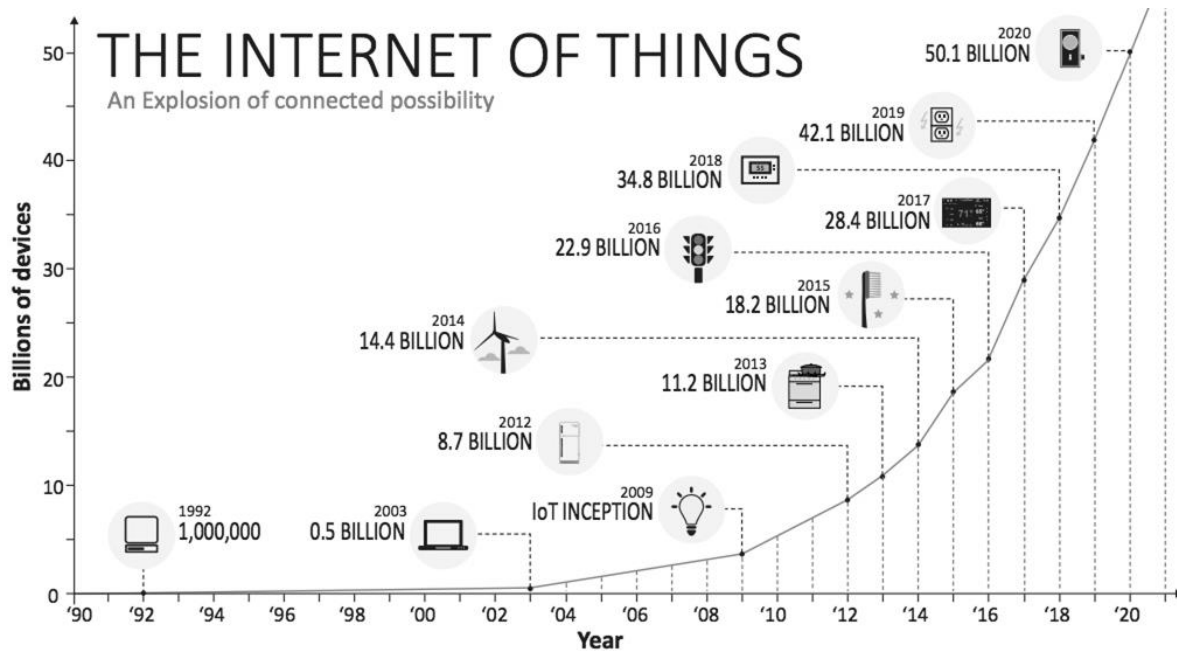 THE INTERNET OF THINGS
An Explosion of connected possibility
Billions of devices
50
40
30
20
10
0
1992
1,000,000
2003
0.5 BILLION
2009
IoT INCEPTION
2012
8.7 BILLION
2013
11.2 BILLION
2014
14.4 BILLION
2015
18.2 BILLION
2016
22.9 BILLION
2017
28.4 BILLION
2018
34.8 BILLION
2019
42.1 BILLION
2020
50.1 BILLION
'90 '92 '94 '96 '98 '00 '02 '04 '06 '08 '10 '12 '14 '16 '18 '20
Year